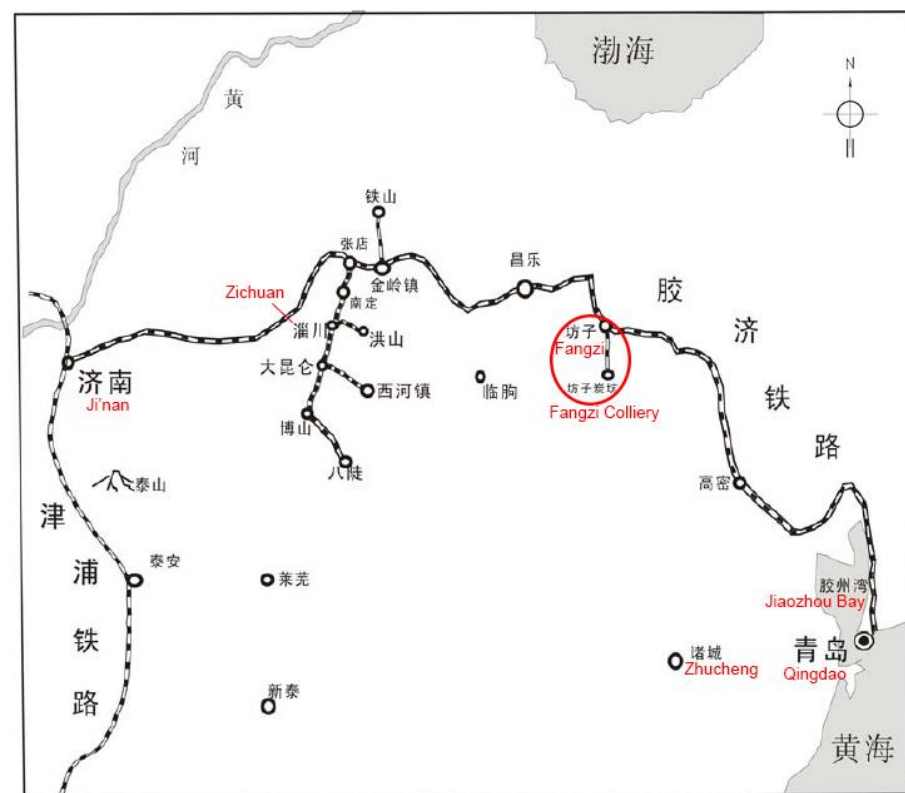 渤海
N
黄
河
铁山
张店
金岭镇
昌乐
南定
Zichuan
淄川
洪山
坊子
Fangzi
胶
济
铁
路
大昆仑
西河镇
临朐
坊子炭坑
Fangzi Colliery
济南
Ji'nan
博山
八陡
泰山
高密
津
浦
铁
路
泰安
莱芜
胶州湾
Jiaozhou Bay
青岛
Qingdao
诸城
Zhucheng
新泰
黄海